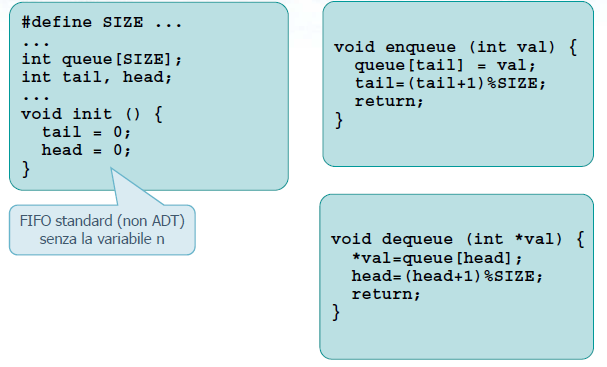 #define SIZE ...
...
int queue[SIZE];
int tail, head;
...
void init () {
  tail = 0;
  head = 0;
}
FIFO standard (non ADT)
senza la variabile n
void enqueue (int val) {
  queue[tail] = val;
  tail=(tail+1)%SIZE;
  return;
}
void dequeue (int *val) {
  *val=queue[head];
  head=(head+1)%SIZE;
  return;
}